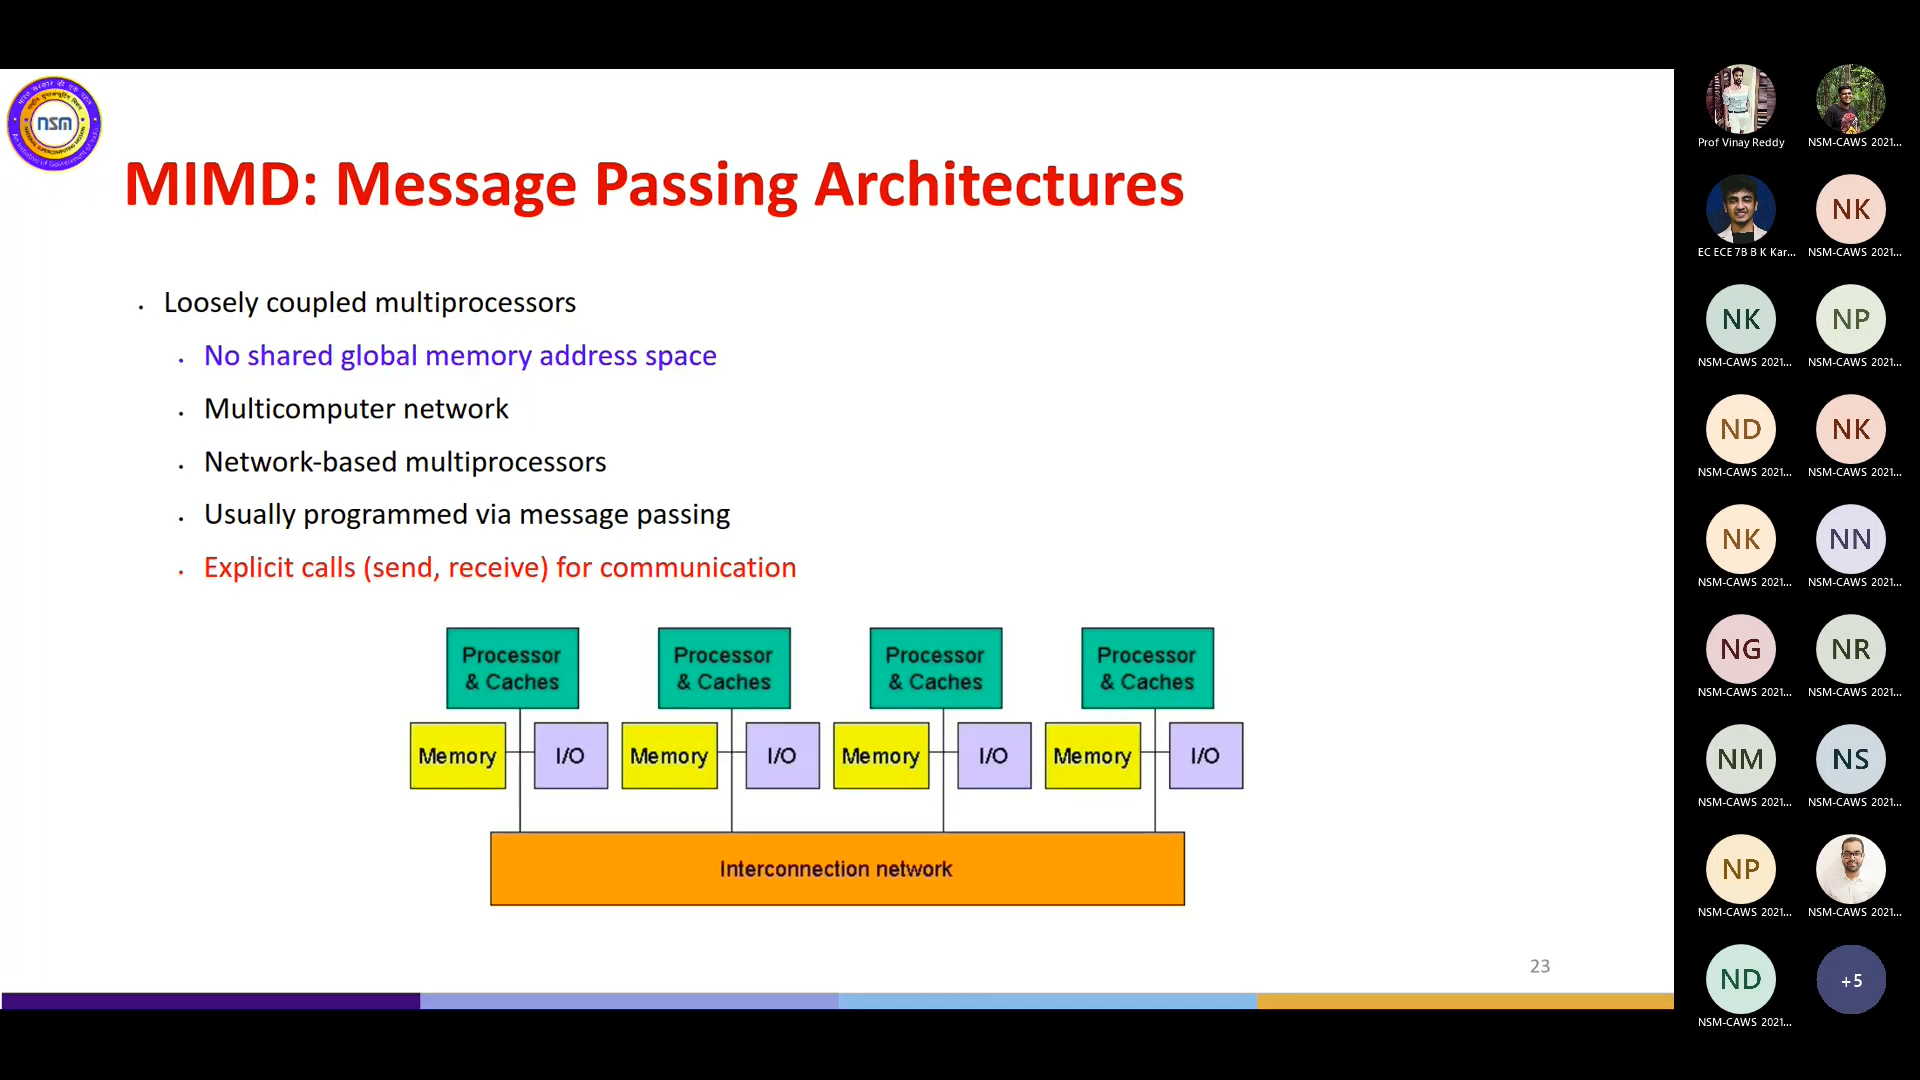 nsm
MIMD: Message Passing Architectures
Loosely coupled multiprocessors
No shared global memory address space
Multicomputer network
Network-based multiprocessors
Usually programmed via message passing
Explicit calls (send, receive) for communication
Processor
& Caches
Processor
& Caches
Processor
& Caches
Processor
& Caches
Memory
I/O
Memory
I/O
Memory
I/O
Memory
I/O
Interconnection network
23
Prof Vinay Reddy
NSM-CAWS 2021...
EC ECE 7B B K Kar...
NK
NSM-CAWS 2021...
NK
NSM-CAWS 2021...
NP
NSM-CAWS 2021...
ND
NSM-CAWS 2021...
NK
NSM-CAWS 2021...
NK
NSM-CAWS 2021...
NN
NSM-CAWS 2021...
NG
NSM-CAWS 2021...
NR
NSM-CAWS 2021...
NM
NSM-CAWS 2021...
NS
NSM-CAWS 2021...
NP
NSM-CAWS 2021...
NSM-CAWS 2021...
ND
NSM-CAWS 2021...
+5